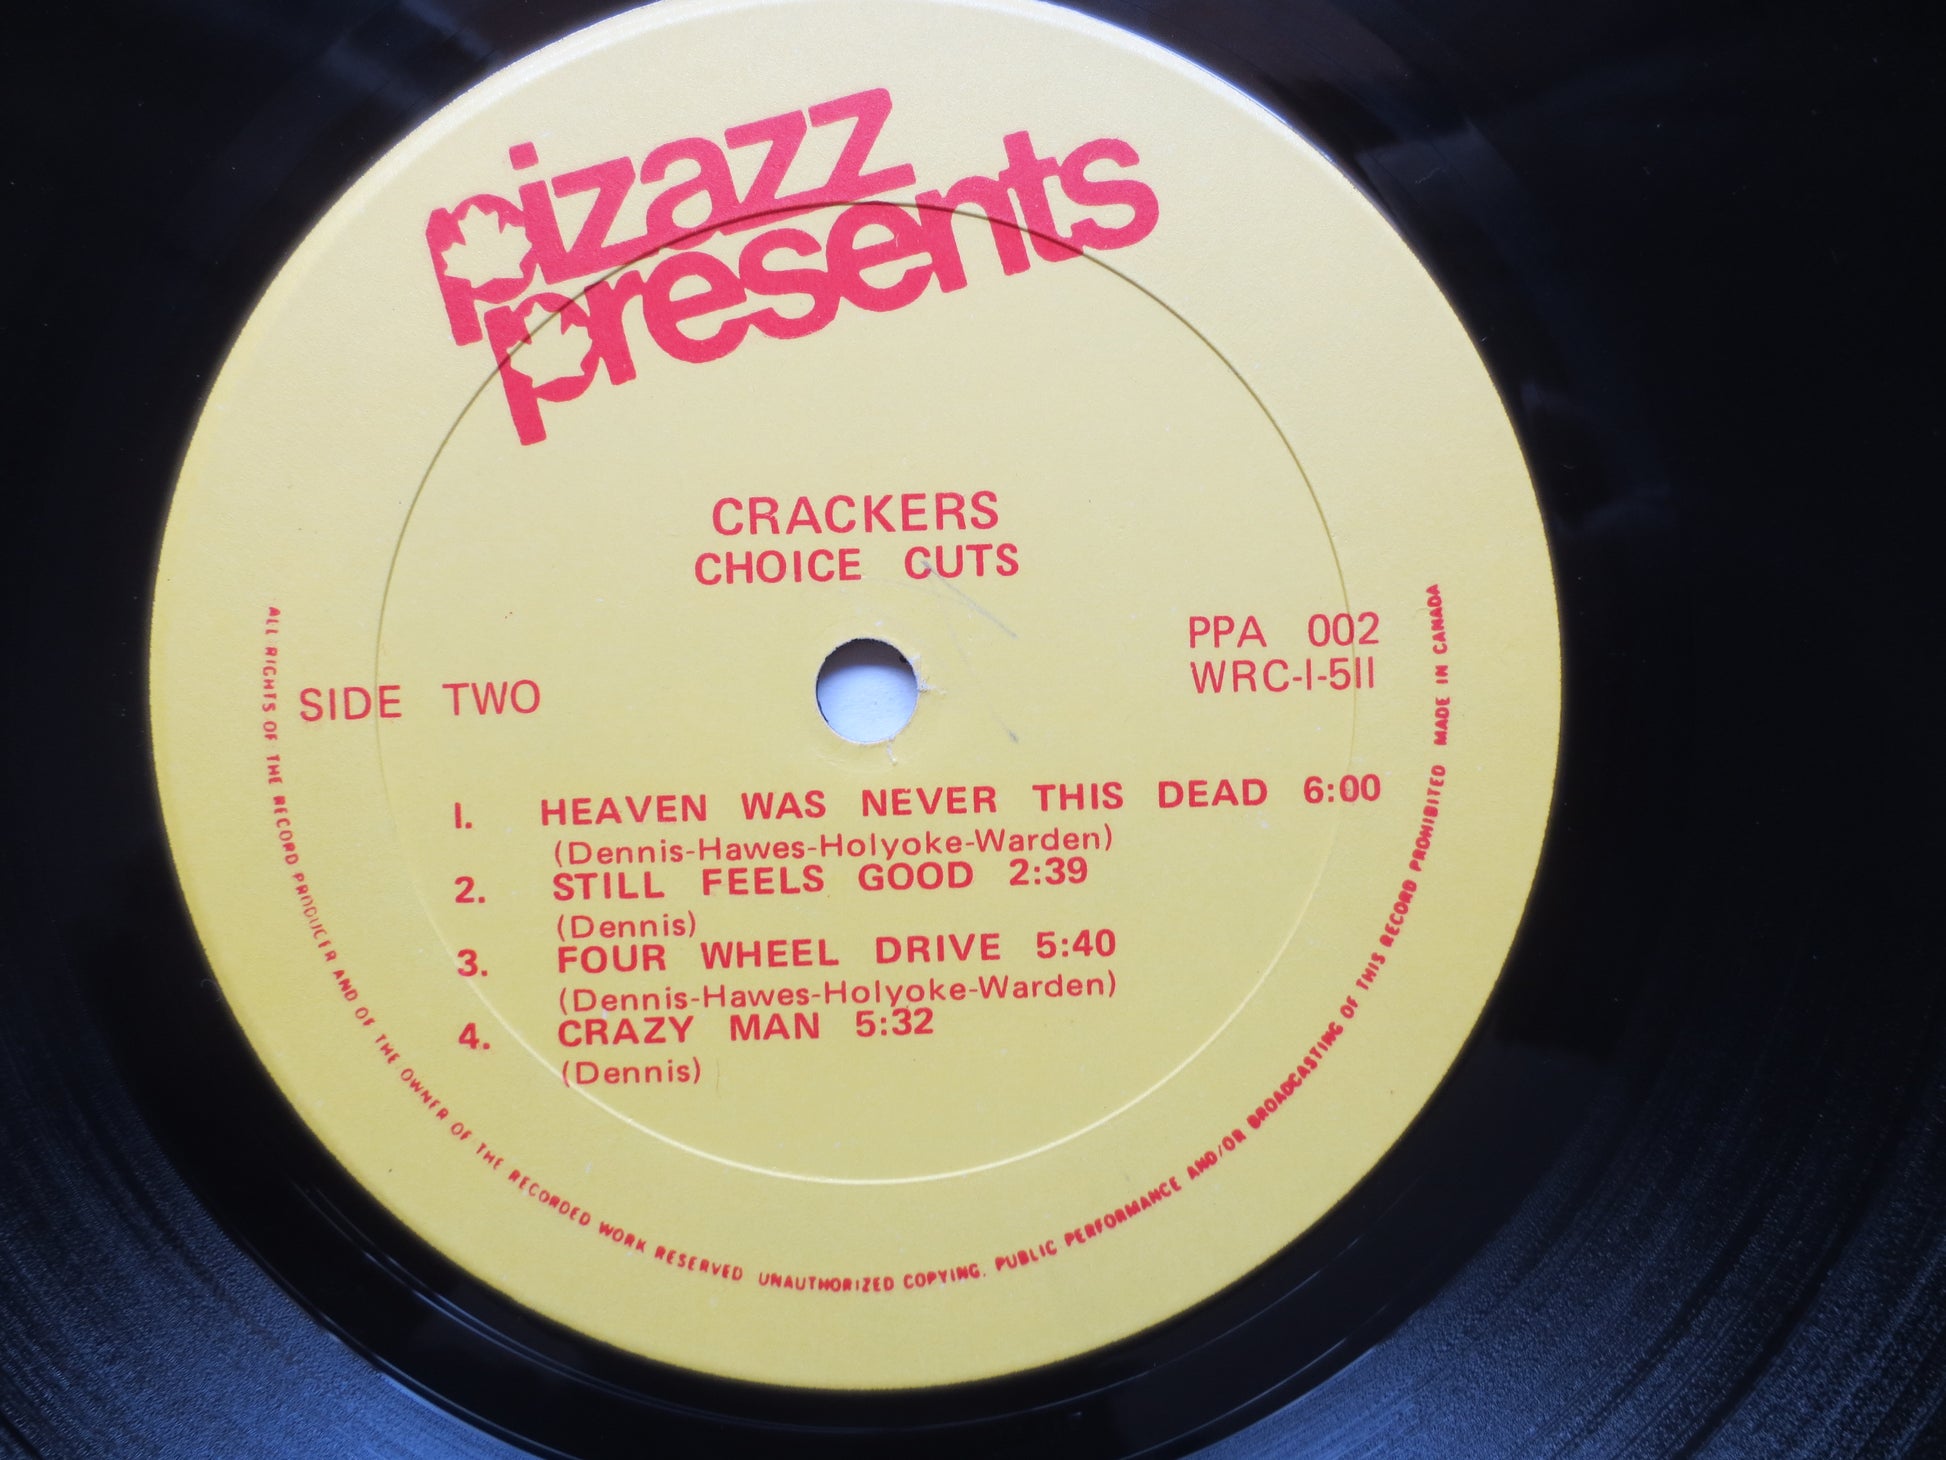 pizazz
presents
CRACKERS
CHOICE CUTS
PPA 002
WRC-1-511
SIDE TWO
1. HEAVEN WAS NEVER THIS DEAD 6:00
(Dennis-Hawes-Holyoke-Warden)
2. STILL FEELS GOOD 2:39
(Dennis)
3. FOUR WHEEL DRIVE 5:40
(Dennis-Hawes-Holyoke-Warden)
4. CRAZY MAN 5:32
(Dennis)
ALL RIGHTS OF THE RECORD PRODUCER AND OF THE OWNER OF THE RECORDED WORK RESERVED UNAUTHORIZED COPYING, PUBLIC PERFORMANCE AND/OR BROADCASTING OF THIS RECORD PROHIBITED MADE IN CANADA